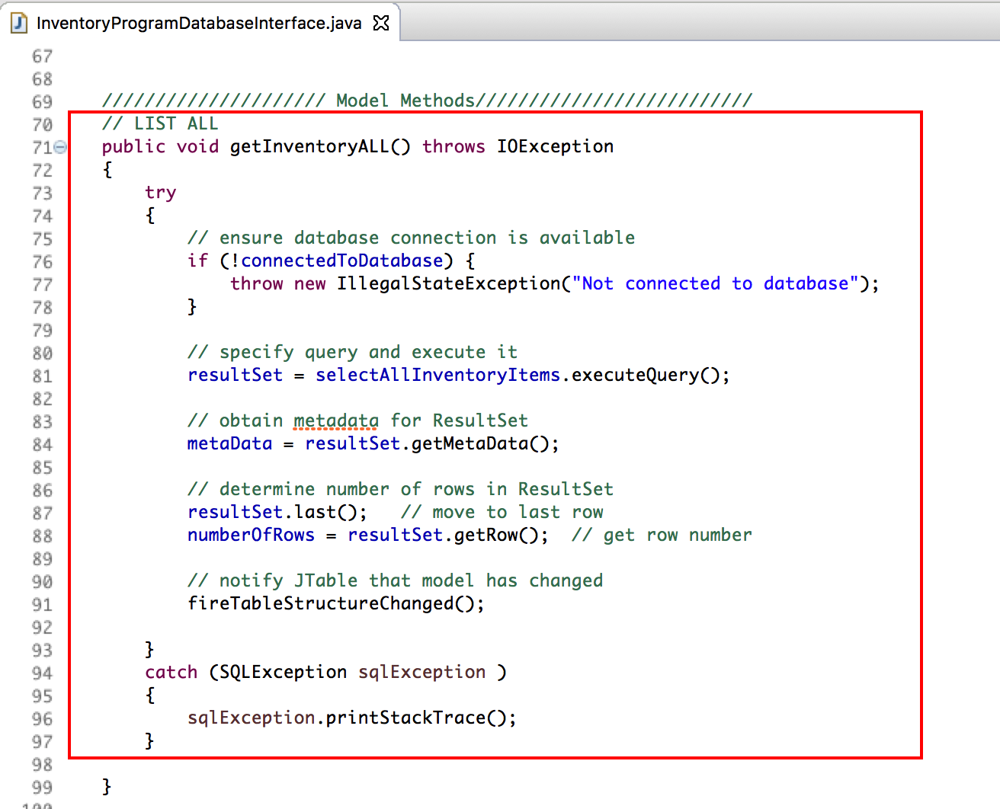 InventoryProgramDatabaseInterface.java
67
68
69 ///////////////////// Model Methods//////////////////////////
70 // LIST ALL
71 public void getInventoryALL() throws IOException
72 {
73 try
74 {
75 // ensure database connection is available
76 if (!connectedToDatabase) {
77 throw new IllegalStateException("Not connected to database");
78 }
79
80 // specify query and execute it
81 resultSet = selectAllInventoryItems.executeQuery();
82
83 // obtain metadata for ResultSet
84 metaData = resultSet.getMetaData();
85
86 // determine number of rows in ResultSet
87 resultSet.last(); // move to last row
88 numberOfRows = resultSet.getRow(); // get row number
89
90 // notify JTable that model has changed
91 fireTableStructureChanged();
92
93 }
94 catch (SQLException sqlException )
95 {
96 sqlException.printStackTrace();
97 }
98
99 }
100